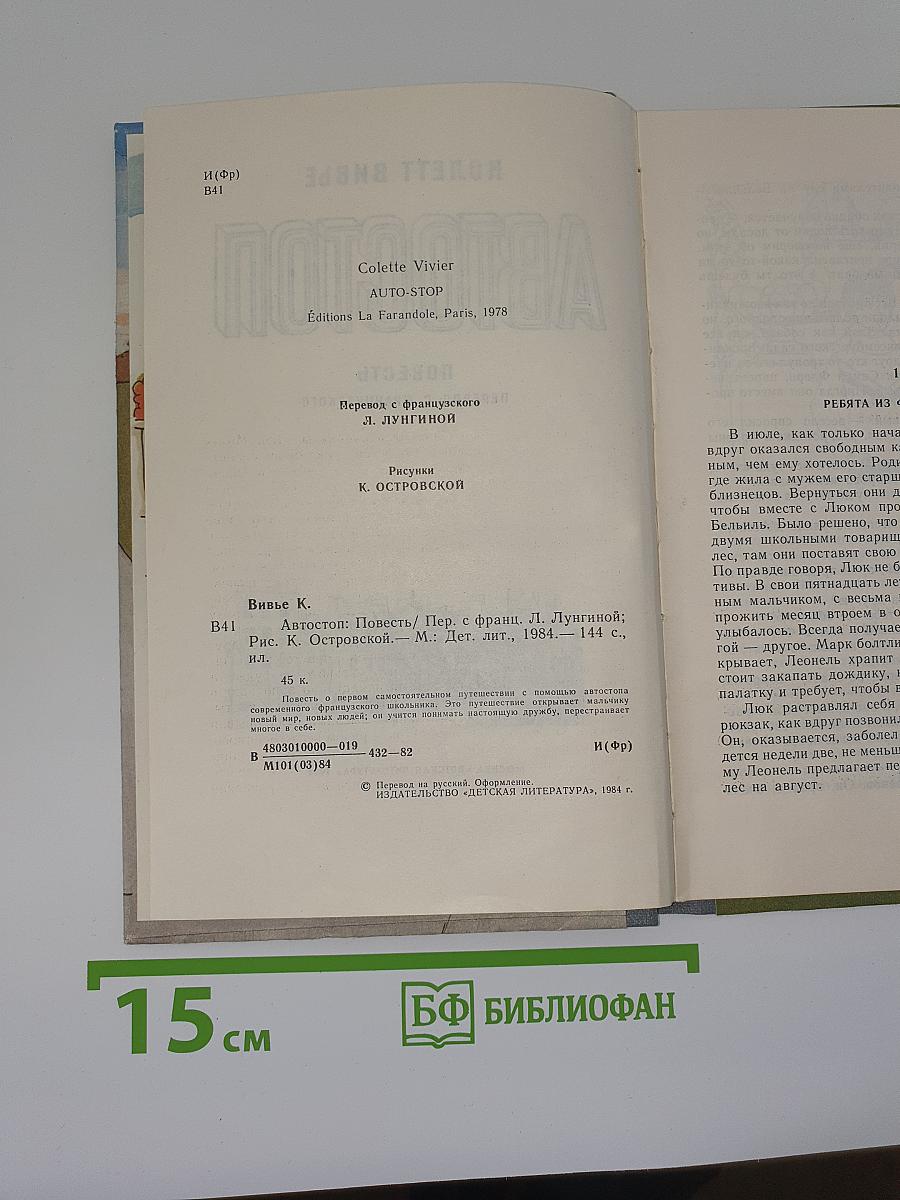 И(Фр)
В41
Colette Vivier
AUTO-STOP
Éditions La Farandole, Paris, 1978
Перевод с французского
Л. ЛУНГИНОЙ
Рисунки
К. ОСТРОВСКОЙ
Вивье К.
В41 Автостоп: Повесть/ Пер. с франц. Л. Лунгиной;
Рис. К. Островской.— М.: Дет. лит., 1984.— 144 с.,
ил.
45 к.
Повесть о первом самостоятельном путешествии с помощью автостопа
современного французского школьника. Это путешествие открывает мальчику
новый мир, новых людей; он учится понимать настоящую дружбу, перестраивает
многое в себе.
В 4803010000—019 432—82 И(Фр)
М101(03)84
© Перевод на русский. Оформление.
ИЗДАТЕЛЬСТВО «ДЕТСКАЯ ЛИТЕРАТУРА», 1984 г.
1
РЕБЯТА ИЗ
В июле, как только нача
вдруг оказался свободным ка
ным, чем ему хотелось. Роди
где жила с мужем его старш
близнецов. Вернуться они д
чтобы вместе с Люком про
Бельиль. Было решено, что
двумя школьными товарищ
лес, там они поставят свою
По правде говоря, Люк не б
тивы. В свои пятнадцать ле
ным мальчиком, с весьма
прожить месяц втроем в о
улыбалось. Всегда получае
гой — другое. Марк болтли
крывает, Леонель храпит
стоит закапать дождику,
палатку и требует, чтобы в
Люк растравлял себя
рюкзак, как вдруг позвонил
Он, оказывается, заболел
дется недели две, не меньш
му Леонель предлагает пе
лес на август.
15 см
БФ БИБЛИОФАН